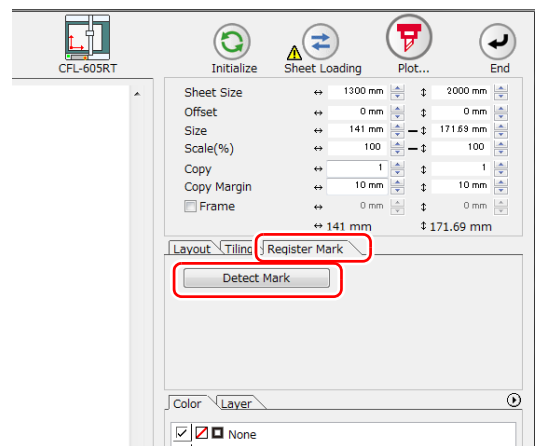 CFL-605RT Initialize Sheet Loading Plot... End
Sheet Size ↔ 1300 mm ↕ 2000 mm
Offset ↔ 0 mm ↕ 0 mm
Size ↔ 141 mm ↕ 171.69 mm
Scale(%) ↔ 100 ↕ 100
Copy ↔ 1 ↕ 1
Copy Margin ↔ 10 mm ↕ 10 mm
Frame ↔ 0 mm ↕ 0 mm
↔ 141 mm ↕ 171.69 mm
Layout Tiling Register Mark
Detect Mark
Color Layer
None